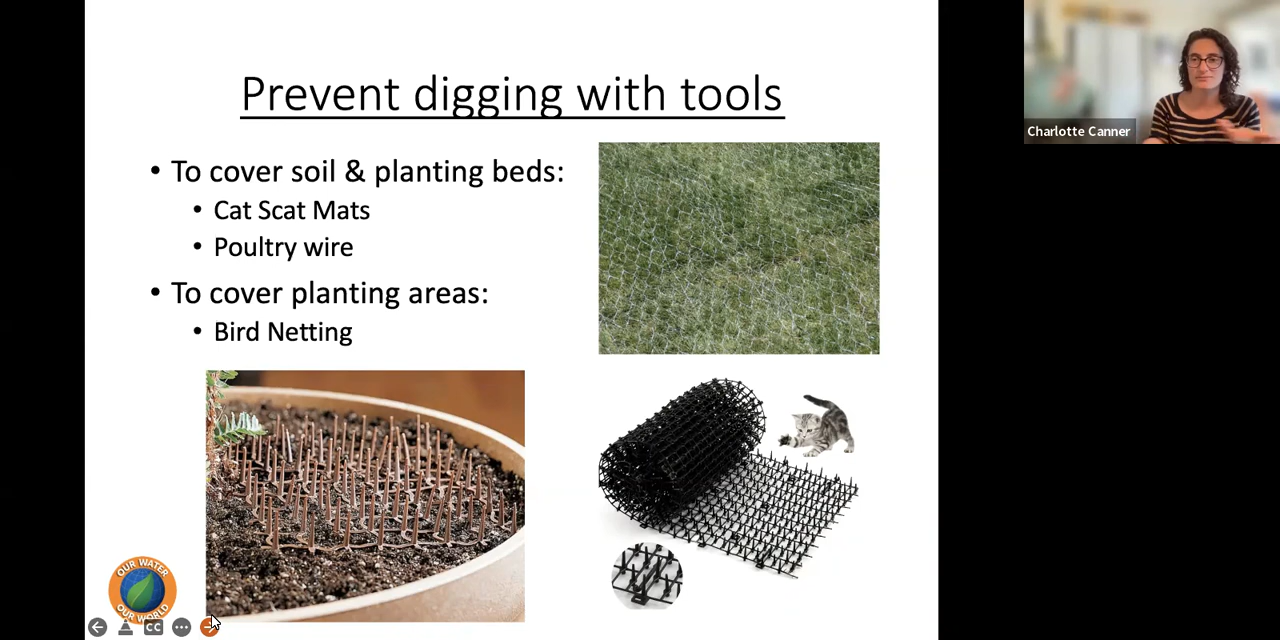 Prevent digging with tools
• To cover soil & planting beds:
• Cat Scat Mats
• Poultry wire
• To cover planting areas:
• Bird Netting
OUR WATER
OUR WORLD
CC
Charlotte Canner